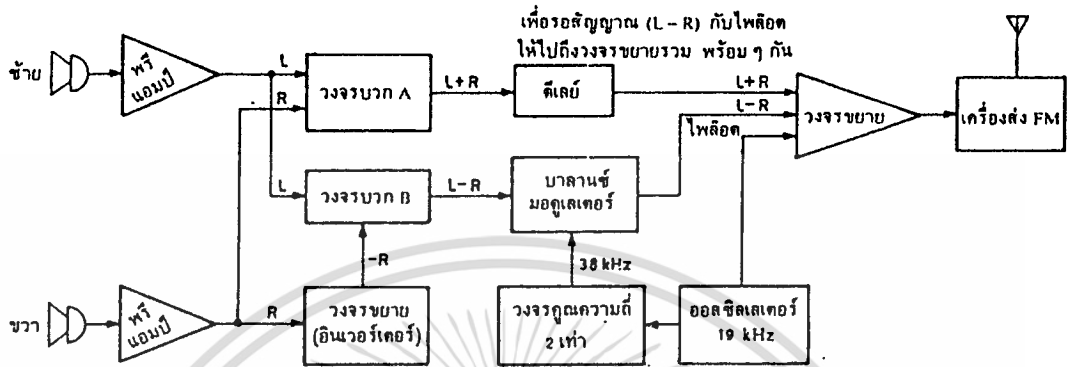 เพื่อรอสัญญาณ (L – R) กับไพล๊อต
ให้ไปถึงวงจรขยายรวม พร้อม ๆ กัน
ซ้าย
พรี
แอมป์
L
R
วงจรบวก A
L+R
ดีเลย์
L+R
L-R
ไพล๊อต
วงจรขยาย
เครื่องส่ง FM
L
วงจรบวก B
L-R
บาลานซ์
มอดูเลเตอร์
-R
38 kHz
ขวา
พรี
แอมป์
R
วงจรขยาย
(อินเวอร์เตอร์)
วงจรคูณความถี่
2 เท่า
ออสซิลเลเตอร์
19 kHz